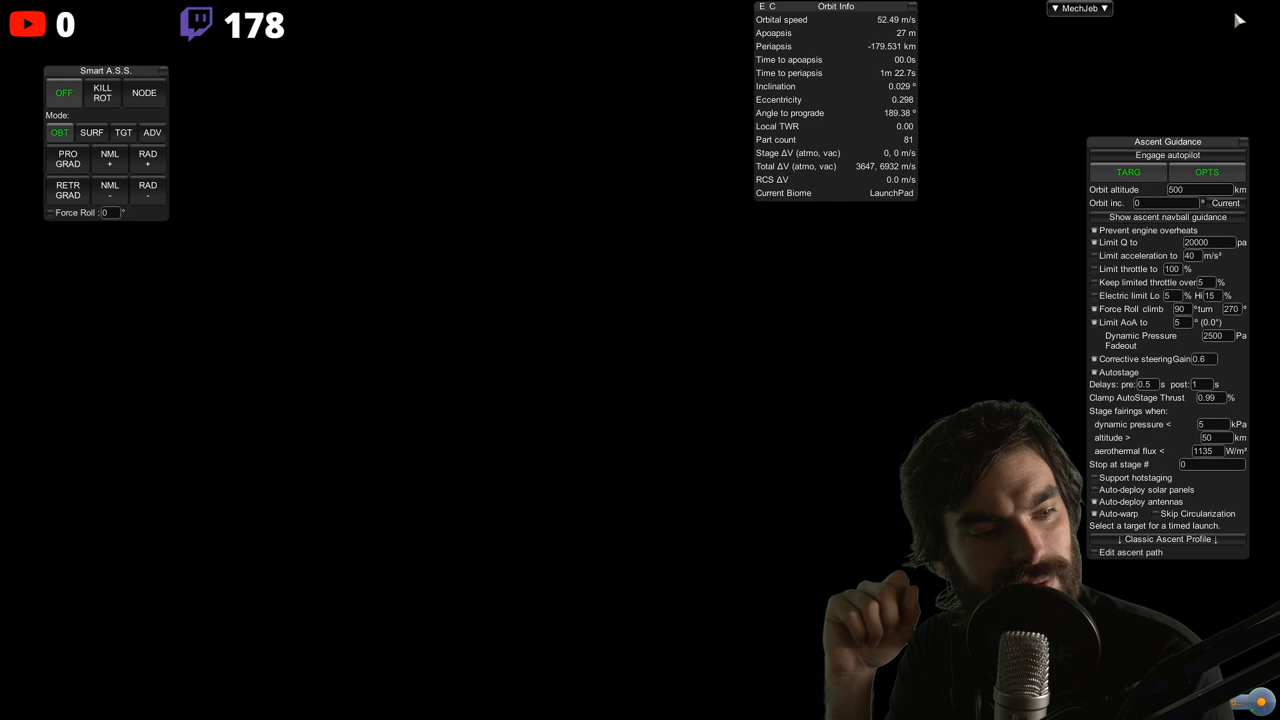 0
178
Smart A.S.S.
OFF
KILL
ROT
NODE
Mode:
OBT SURF TGT ADV
PRO
GRAD
NML
+
RAD
+
RETR
GRAD
NML
-
RAD
-
Force Roll : 0 °
E C Orbit Info
Orbital speed 52.49 m/s
Apoapsis 27 m
Periapsis -179.531 km
Time to apoapsis 00.0s
Time to periapsis 1m 22.7s
Inclination 0.029 º
Eccentricity 0.298
Angle to prograde 189.38 º
Local TWR 0.00
Part count 81
Stage ΔV (atmo, vac) 0, 0 m/s
Total ΔV (atmo, vac) 3647, 6932 m/s
RCS ΔV 0.0 m/s
Current Biome LaunchPad
▼ MechJeb ▼
Ascent Guidance
Engage autopilot
TARG OPTS
Orbit altitude 500 km
Orbit inc. 0 º Current
Show ascent navball guidance
Prevent engine overheats
Limit Q to 20000 pa
Limit acceleration to 40 m/s²
Limit throttle to 100 %
Keep limited throttle over 5 %
Electric limit Lo 5 % Hi 15 %
Force Roll climb 90 º turn 270 º
Limit AoA to 5 º (0.0°)
Dynamic Pressure
Fadeout 2500 Pa
Corrective steering Gain 0.6
Autostage
Delays: pre: 0.5 s post: 1 s
Clamp AutoStage Thrust 0.99 %
Stage fairings when:
dynamic pressure < 5 kPa
altitude > 50 km
aerothermal flux < 1135 W/m²
Stop at stage # 0
Support hotstaging
Auto-deploy solar panels
Auto-deploy antennas
Auto-warp Skip Circularization
Select a target for a timed launch.
↓ Classic Ascent Profile ↓
Edit ascent path